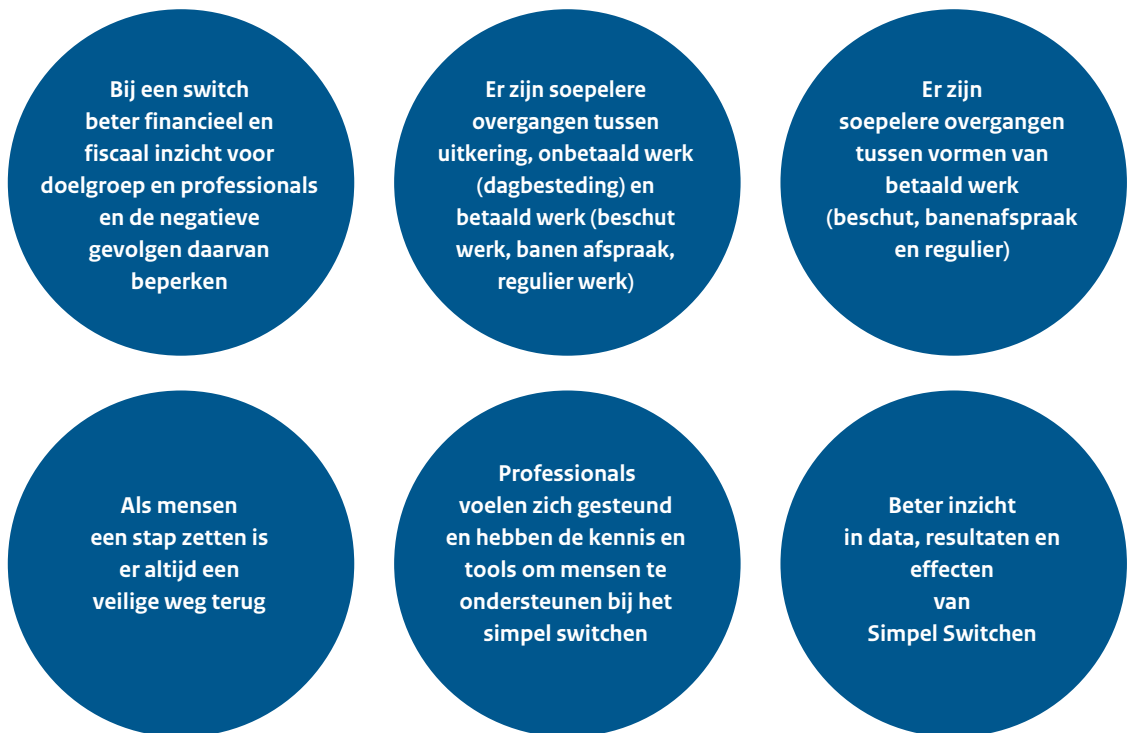 Bij een switch
beter financieel en
fiscaal inzicht voor
doelgroep en professionals
en de negatieve
gevolgen daarvan
beperken
Er zijn soepelere
overgangen tussen
uitkering, onbetaald werk
(dagbesteding) en
betaald werk (beschut
werk, banen afspraak,
regulier werk)
Er zijn
soepelere overgangen
tussen vormen van
betaald werk
(beschut, banenafspraak
en regulier)
Als mensen
een stap zetten is
er altijd een
veilige weg terug
Professionals
voelen zich gesteund
en hebben de kennis en
tools om mensen te
ondersteunen bij het
simpel switchen
Beter inzicht
in data, resultaten en
effecten
van
Simpel Switchen